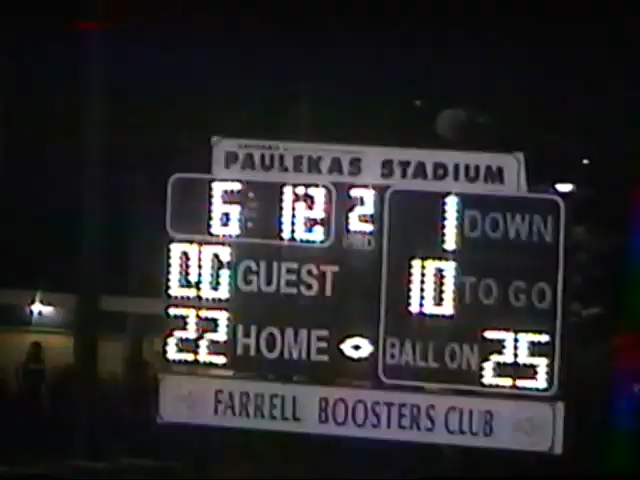 PAULEKAS STADIUM
6:12 2 1 DOWN
PRD
00 GUEST 10 TO GO
22 HOME BALL ON 25
FARRELL BOOSTERS CLUB